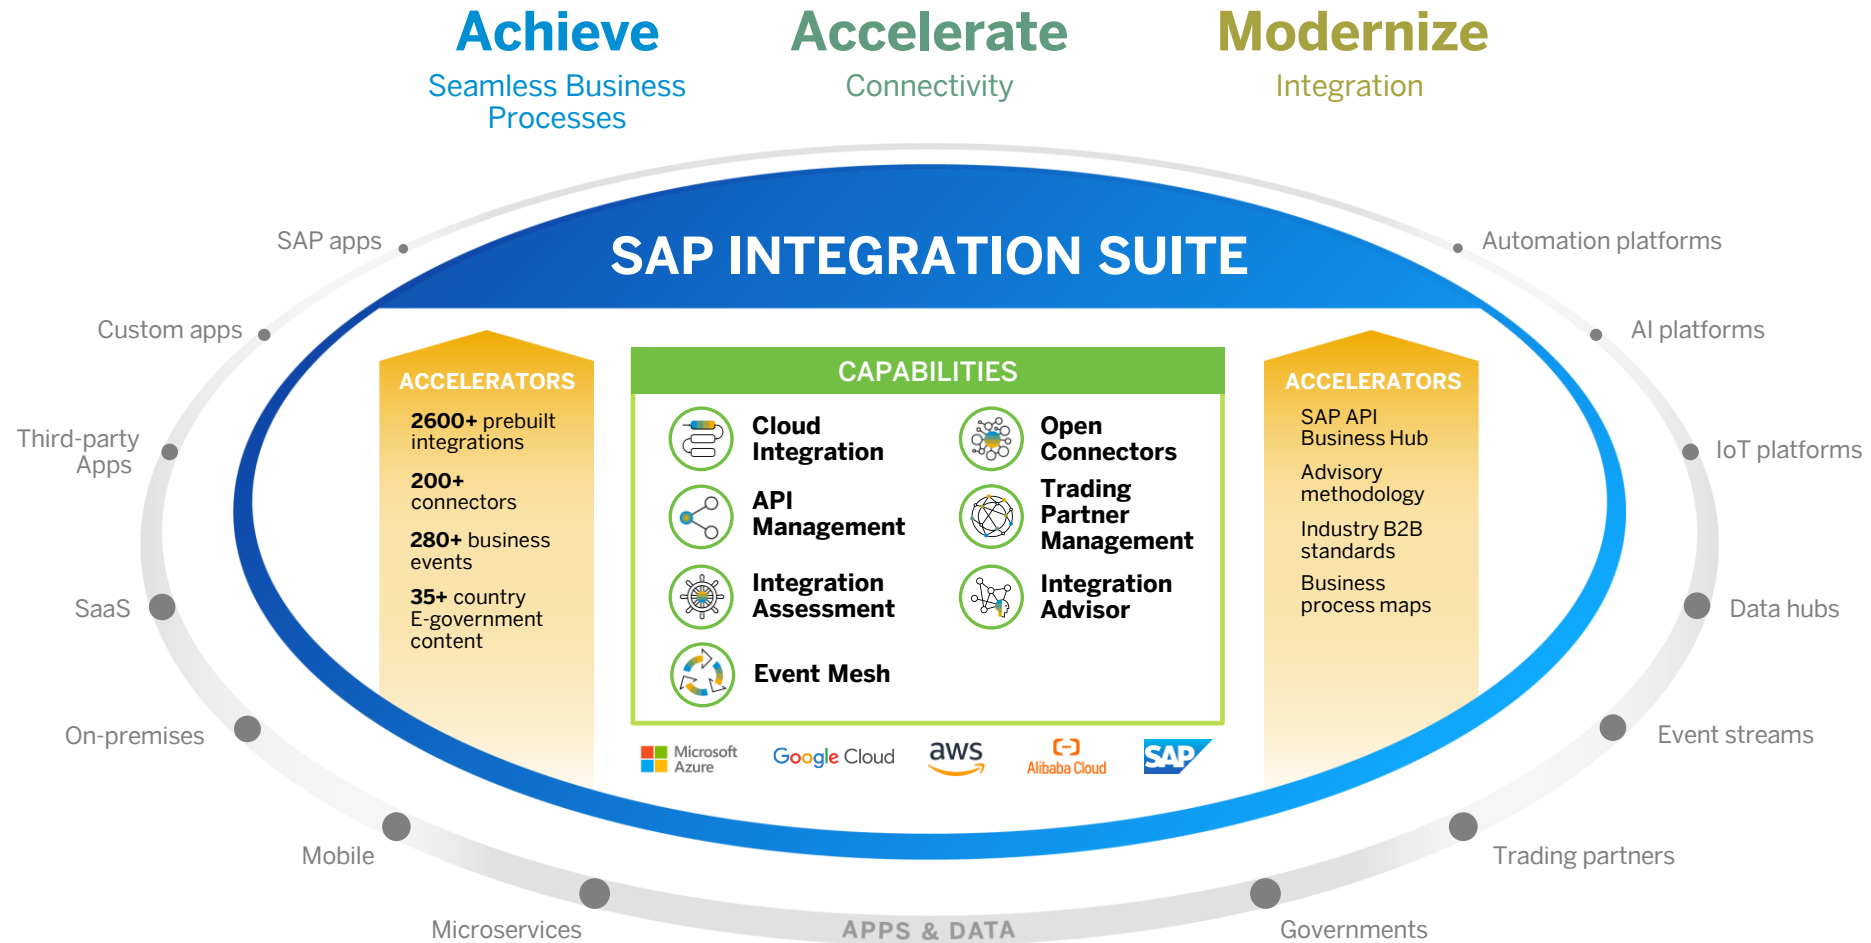 Achieve
Seamless Business
Processes
Accelerate
Connectivity
Modernize
Integration
SAP INTEGRATION SUITE
SAP apps
Custom apps
Third-party
Apps
SaaS
On-premises
Mobile
Microservices
ACCELERATORS
2600+ prebuilt
integrations
200+
connectors
280+ business
events
35+ country
E-government
content
CAPABILITIES
Cloud
Integration
API
Management
Integration
Assessment
Event Mesh
Open
Connectors
Trading
Partner
Management
Integration
Advisor
Microsoft
Azure
Google Cloud
aws
Alibaba Cloud
SAP
ACCELERATORS
SAP API
Business Hub
Advisory
methodology
Industry B2B
standards
Business
process maps
Automation platforms
AI platforms
IoT platforms
Data hubs
Event streams
Trading partners
Governments
APPS & DATA